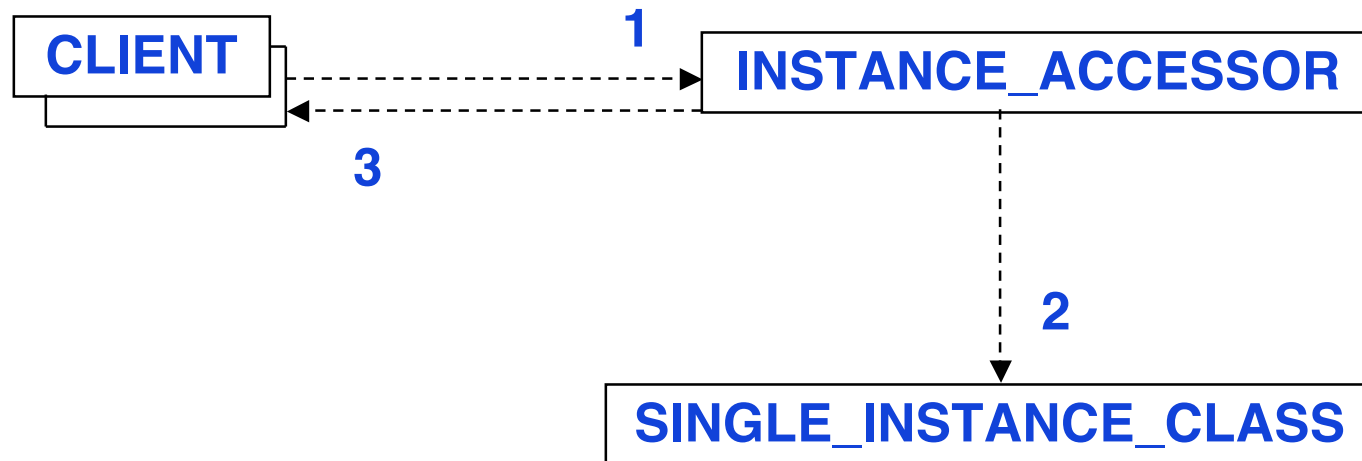 CLIENT
1
INSTANCE_ACCESSOR
3
2
SINGLE_INSTANCE_CLASS